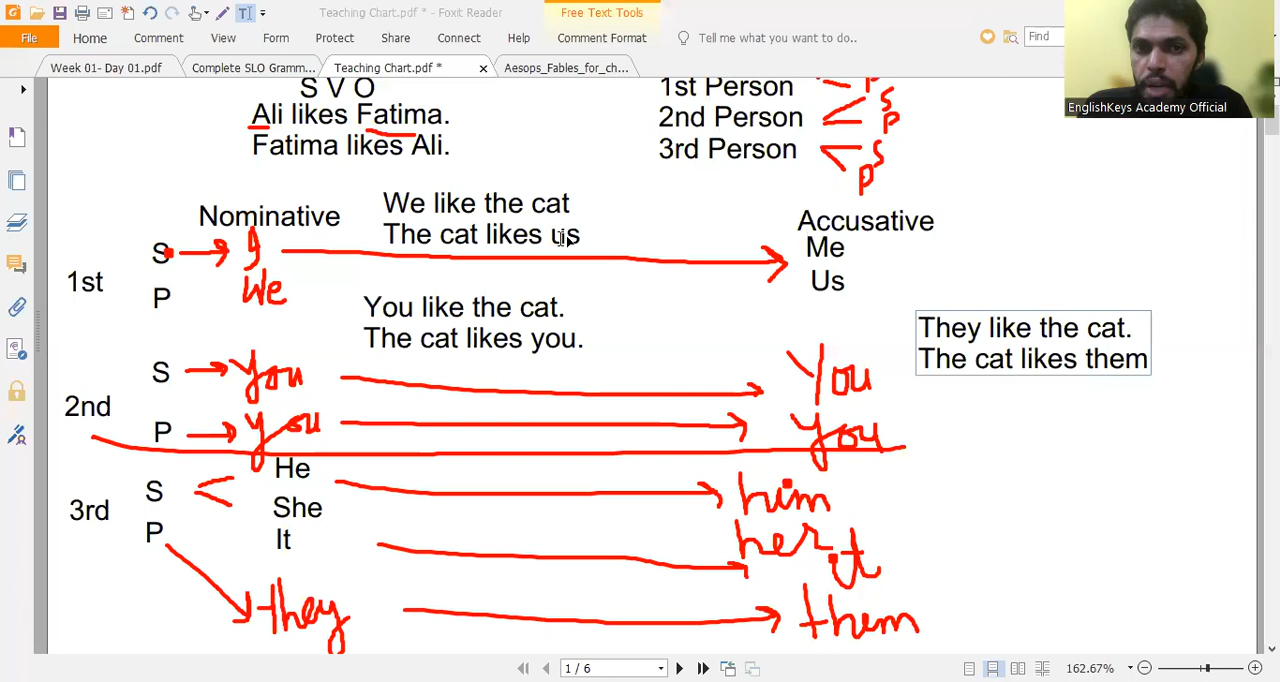 Teaching Chart.pdf * - Foxit Reader
Free Text Tools
File Home Comment View Form Protect Share Connect Help Comment Format Tell me what you want to do.. Find
Week 01- Day 01.pdf Complete SLO Gramm... Teaching Chart.pdf * Aesops_Fables_for_ch...
EnglishKeys Academy Official
S V O
Ali likes Fatima.
Fatima likes Ali.
1st Person P
2nd Person S P
3rd Person S P
Nominative
We like the cat
The cat likes us
Accusative
1st
S I Me
P We Us
You like the cat.
The cat likes you.
They like the cat.
The cat likes them
2nd
S You You
P You You
3rd
S He him
She her
It it
P they them
1 / 6
162.67%